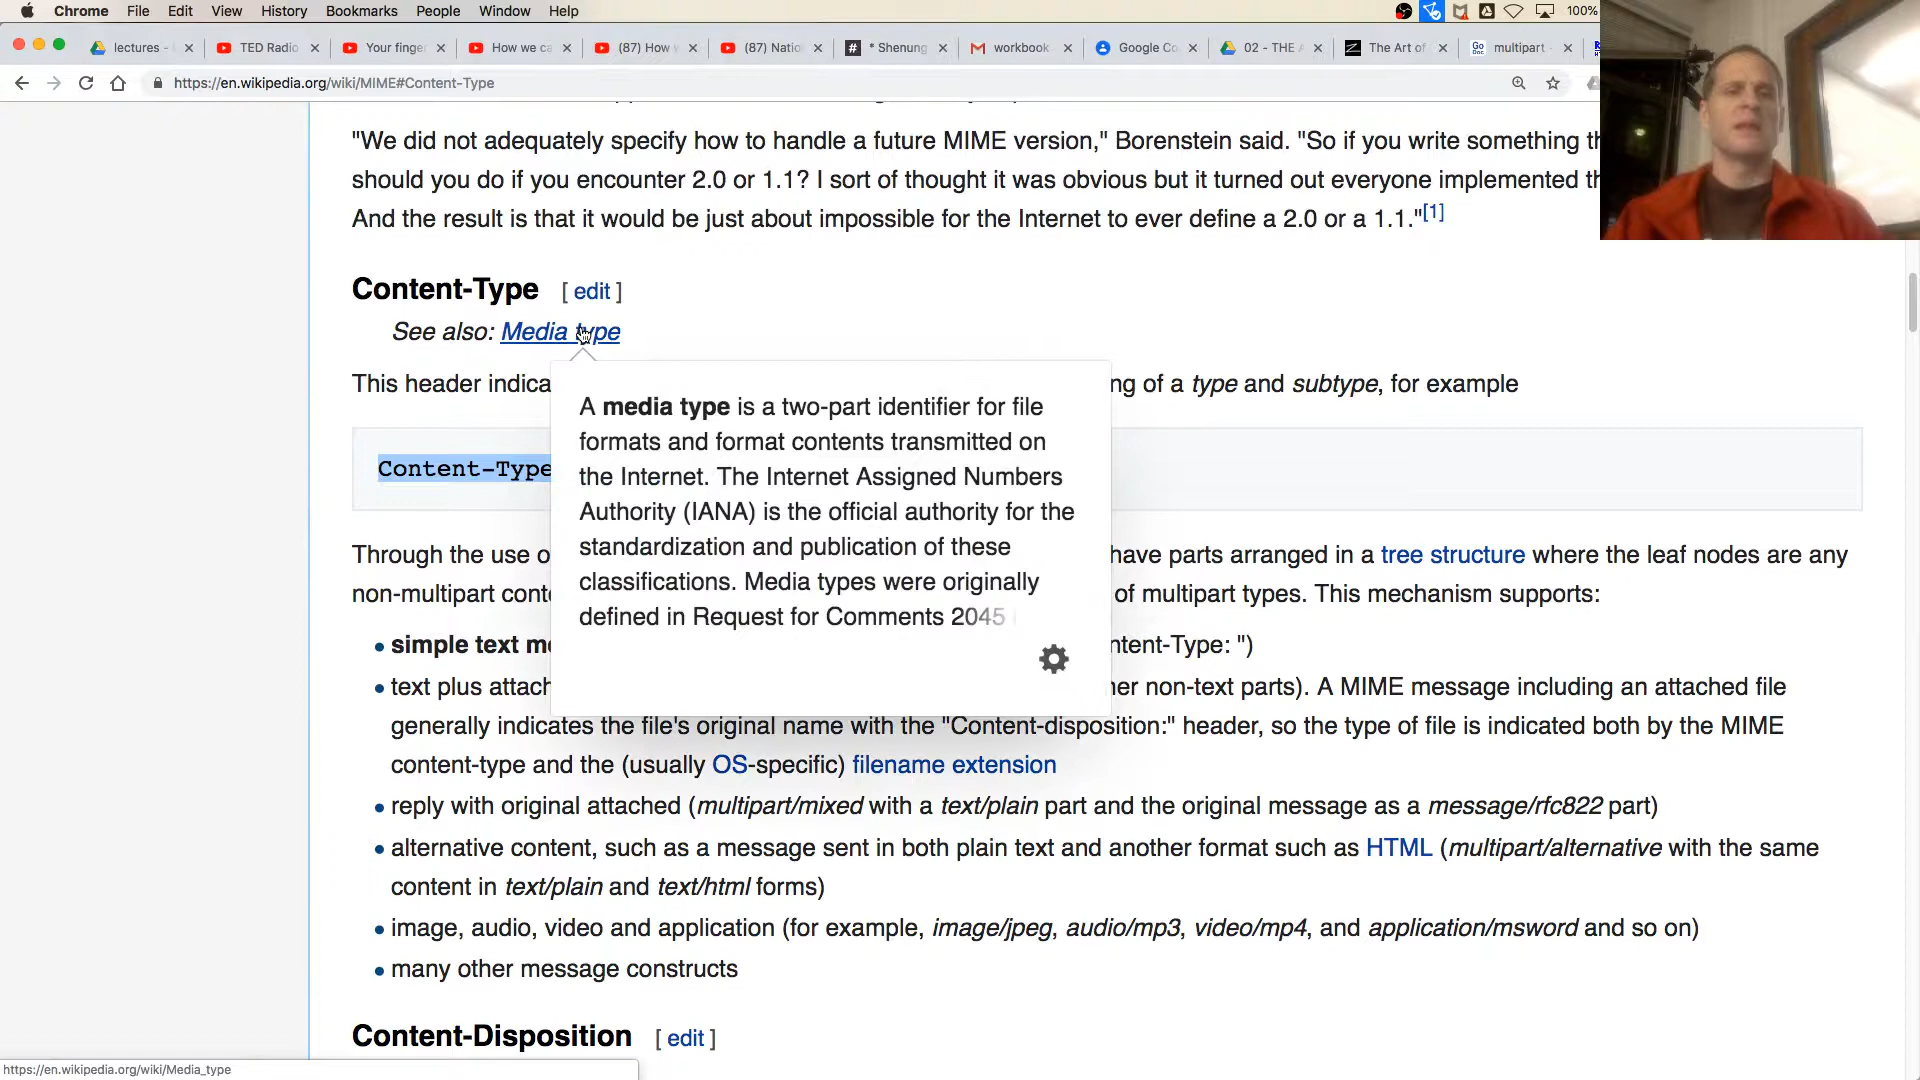 Chrome File Edit View History Bookmarks People Window Help 100%
lectures - TED Radio Your finge How we ca (87) How (87) Natio * Shenung workbook Google Co 02 - THE The Art of multipart
https://en.wikipedia.org/wiki/MIME#Content-Type
"We did not adequately specify how to handle a future MIME version," Borenstein said. "So if you write something
should you do if you encounter 2.0 or 1.1? I sort of thought it was obvious but it turned out everyone implemented
And the result is that it would be just about impossible for the Internet to ever define a 2.0 or a 1.1."[1]
Content-Type [ edit ]
See also: Media type
This header indica ng of a type and subtype, for example
A media type is a two-part identifier for file
formats and format contents transmitted on
the Internet. The Internet Assigned Numbers
Authority (IANA) is the official authority for the
standardization and publication of these
classifications. Media types were originally
defined in Request for Comments 2045
Content-Type
Through the use o have parts arranged in a tree structure where the leaf nodes are any
non-multipart conte of multipart types. This mechanism supports:
• simple text me ntent-Type: ")
• text plus attach er non-text parts). A MIME message including an attached file
generally indicates the file's original name with the "Content-disposition:" header, so the type of file is indicated both by the MIME
content-type and the (usually OS-specific) filename extension
• reply with original attached (multipart/mixed with a text/plain part and the original message as a message/rfc822 part)
• alternative content, such as a message sent in both plain text and another format such as HTML (multipart/alternative with the same
content in text/plain and text/html forms)
• image, audio, video and application (for example, image/jpeg, audio/mp3, video/mp4, and application/msword and so on)
• many other message constructs
Content-Disposition [ edit ]
https://en.wikipedia.org/wiki/Media_type